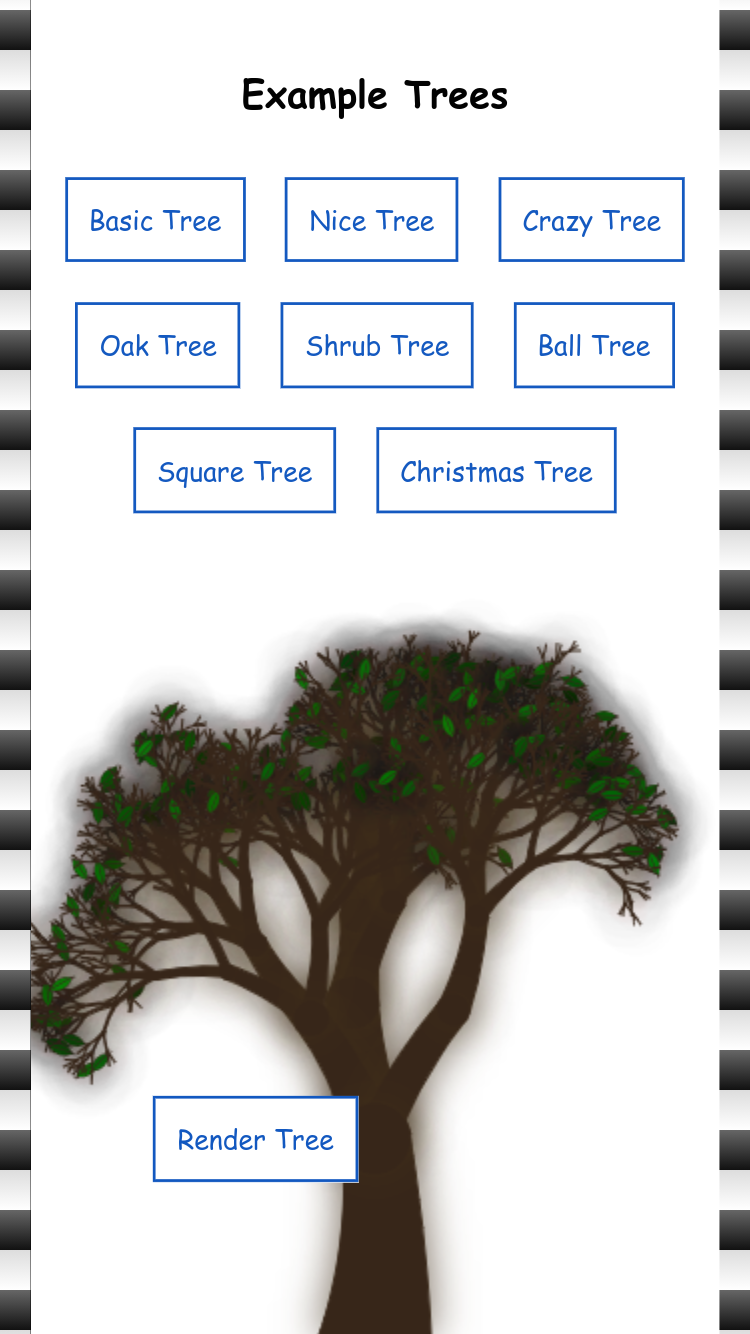 Example Trees
Basic Tree
Nice Tree
Crazy Tree
Oak Tree
Shrub Tree
Ball Tree
Square Tree
Christmas Tree
Render Tree